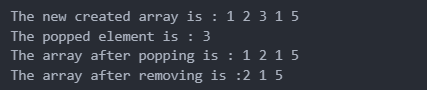 The new created array is : 1 2 3 1 5
The popped element is : 3
The array after popping is : 1 2 1 5
The array after removing is :2 1 5